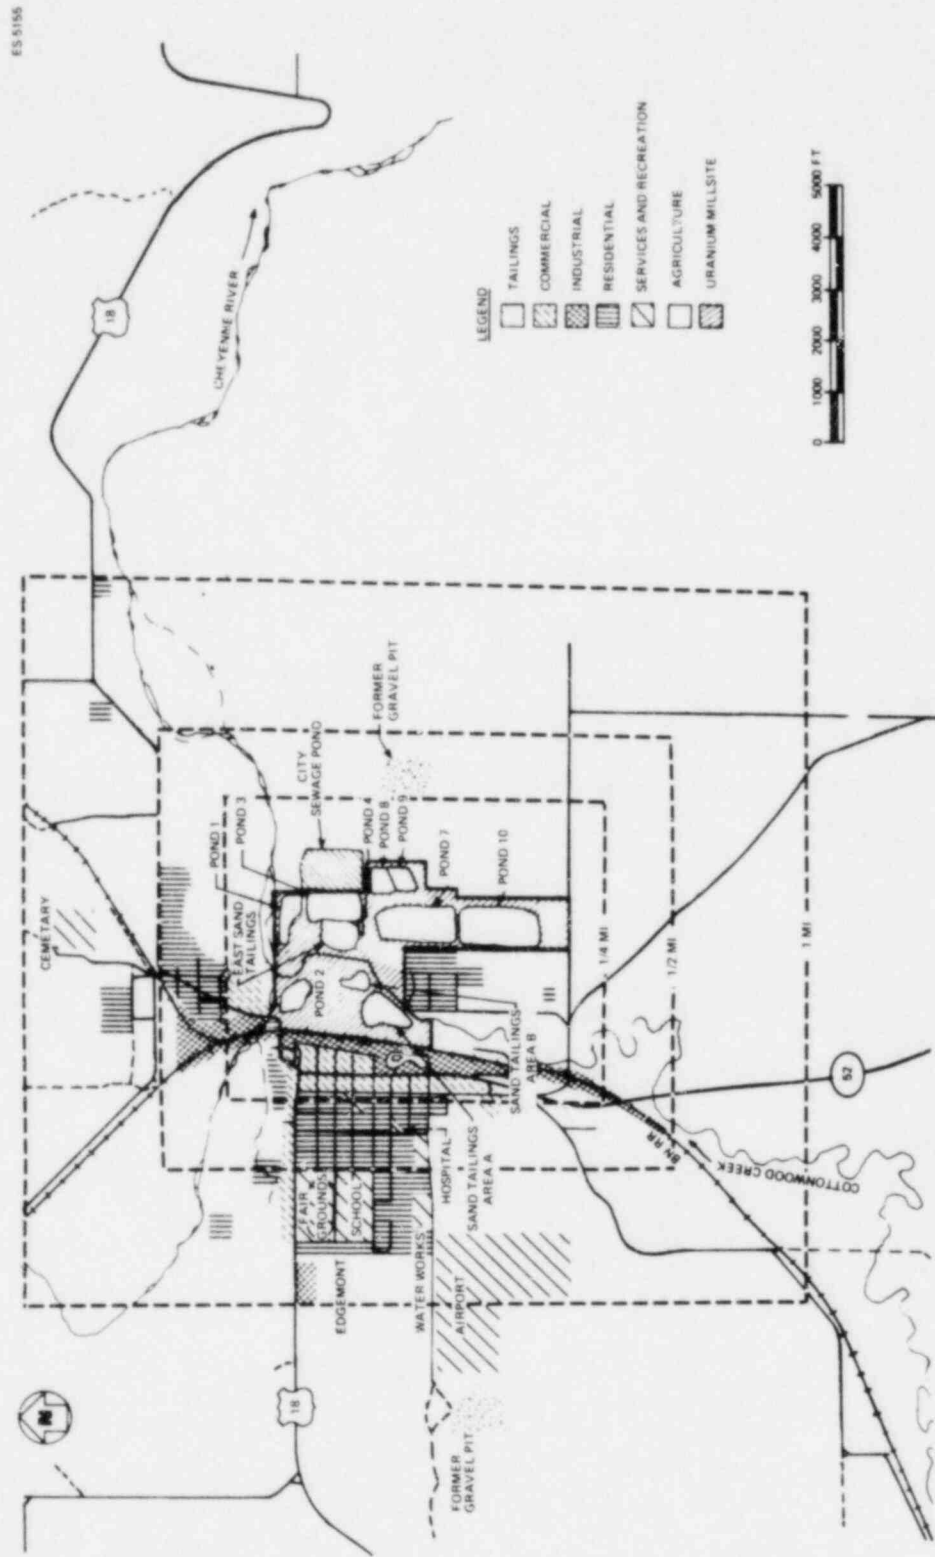 ES-5155
18
CHEYENNE RIVER
LEGEND
TAILINGS
COMMERCIAL
INDUSTRIAL
RESIDENTIAL
SERVICES AND RECREATION
AGRICULTURE
URANIUM MILLSITE
0 1000 2000 3000 4000 5000 FT
CEMETARY
EAST SAND
TAILINGS
POND 1
POND 3
CITY
SEWAGE POND
FORMER
GRAVEL PIT
POND 4
POND 8
POND 9
POND 7
POND 10
POND 2
1/4 MI
1/2 MI
1 MI
SAND TAILINGS
AREA B
FAIR
GROUNDS
SCHOOL
HOSPITAL
SAND TAILINGS
AREA A
EDGEMONT
WATER WORKS
AIRPORT
52
BN RR
COTTONWOOD CREEK
N
18
FORMER
GRAVEL PIT